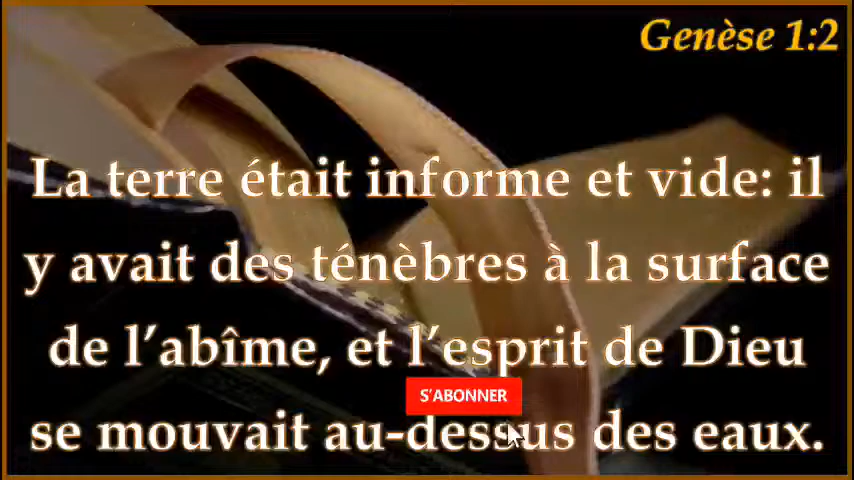 Genèse 1:2
La terre était informe et vide: il
y avait des ténèbres à la surface
de l’abîme, et l’esprit de Dieu
S’ABONNER
se mouvait au-dessus des eaux.